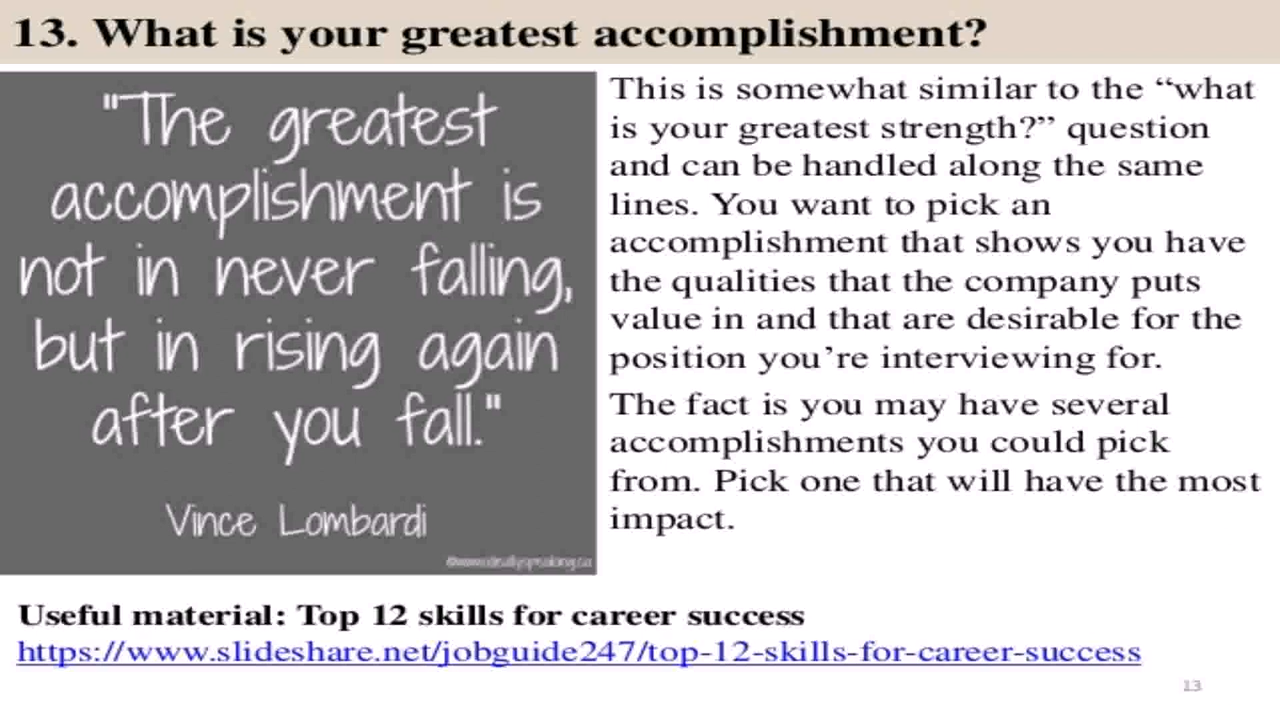 13. What is your greatest accomplishment?
"The greatest
accomplishment is
not in never falling,
but in rising again
after you fall."
Vince Lombardi
This is somewhat similar to the “what
is your greatest strength?” question
and can be handled along the same
lines. You want to pick an
accomplishment that shows you have
the qualities that the company puts
value in and that are desirable for the
position you’re interviewing for.
The fact is you may have several
accomplishments you could pick
from. Pick one that will have the most
impact.
Useful material: Top 12 skills for career success
https://www.slideshare.net/jobguide247/top-12-skills-for-career-success
13